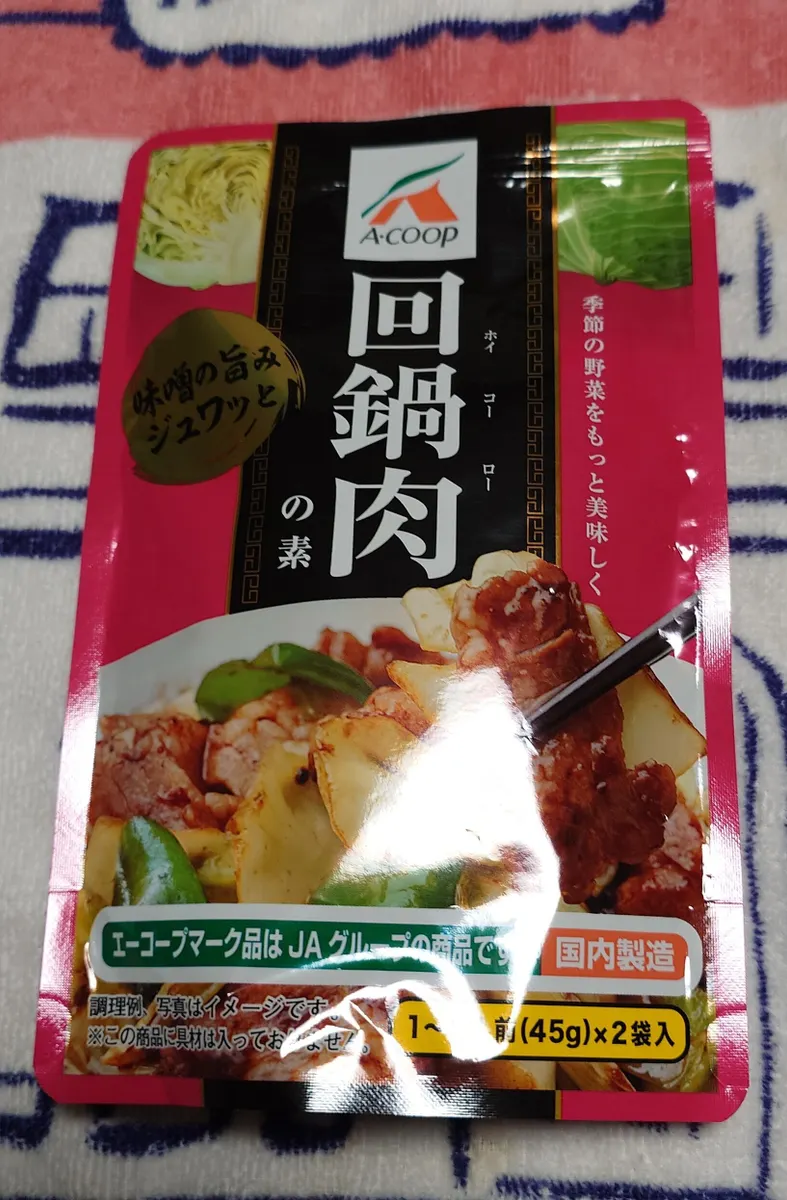 A·COOP
回鍋肉
ホイ コー ロー
の素
季節の野菜をもっと美味しく
味噌の旨み
ジュワッと
エーコープマーク品は JA グループの商品です
国内製造
調理例、写真はイメージです。
※この商品に具材は入っておりません。
1~ 前(45g)×2袋入